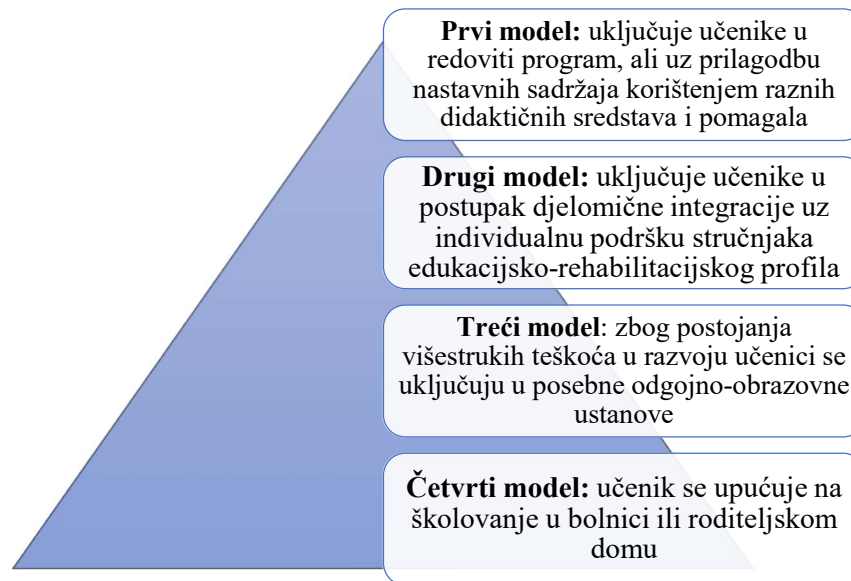 Prvi model: uključuje učenike u
redoviti program, ali uz prilagodbu
nastavnih sadržaja korištenjem raznih
didaktičnih sredstava i pomagala
Drugi model: uključuje učenike u
postupak djelomične integracije uz
individualnu podršku stručnjaka
edukacijsko-rehabilitacijskog profila
Treći model: zbog postojanja
višestrukih teškoća u razvoju učenici se
uključuju u posebne odgojno-obrazovne
ustanove
Četvrti model: učenik se upućuje na
školovanje u bolnici ili roditeljskom
domu